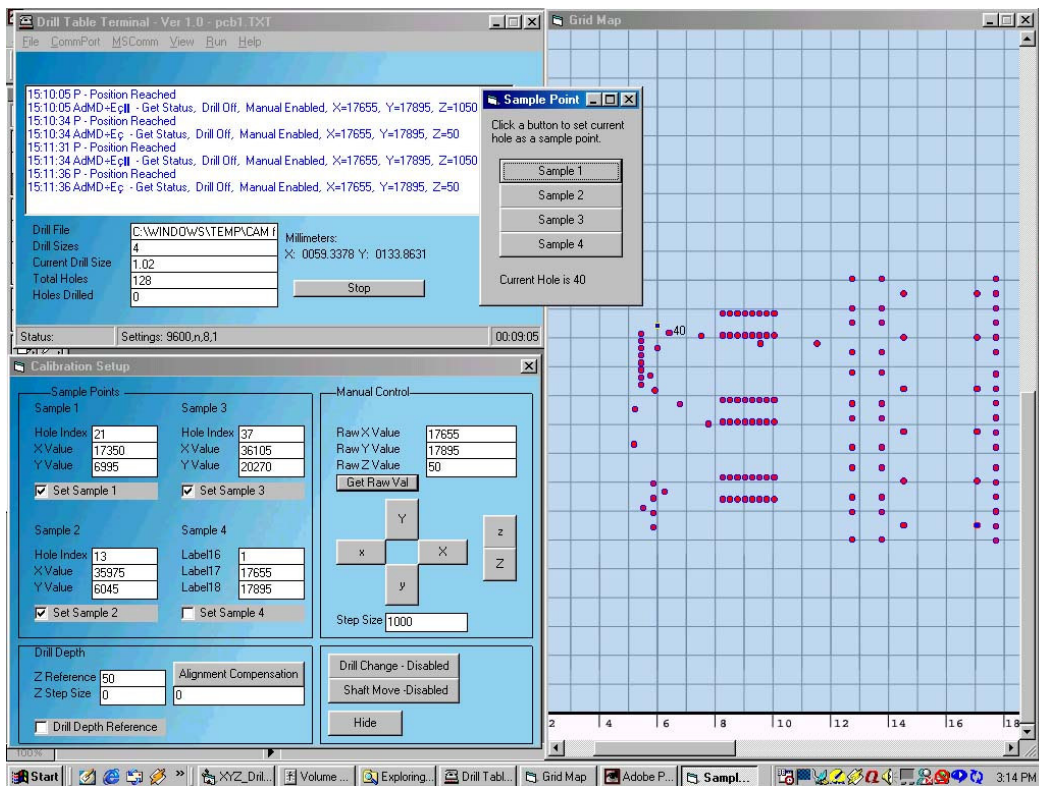 Drill Table Terminal - Ver 1.0 - pcb1.TXT
File CommPort MSComm View Run Help
15:10:05 P - Position Reached
15:10:05 AdMD÷Eç - Get Status, Drill Off, Manual Enabled, X=17655, Y=17895, Z=1050
15:10:34 P - Position Reached
15:10:34 AdMD÷Eç - Get Status, Drill Off, Manual Enabled, X=17655, Y=17895, Z=50
15:11:31 P - Position Reached
15:11:34 AdMD÷Eç - Get Status, Drill Off, Manual Enabled, X=17655, Y=17895, Z=1050
15:11:36 P - Position Reached
15:11:36 AdMD÷Eç - Get Status, Drill Off, Manual Enabled, X=17655, Y=17895, Z=50
Drill File C:\WINDOWS\TEMP\CAM f
Drill Sizes 4
Current Drill Size 1.02
Total Holes 128
Holes Drilled 0
Millimeters:
X: 0059.3378 Y: 0133.8631
Stop
Status: Settings: 9600,n,8,1 00:09:05
Sample Point
Click a button to set current
hole as a sample point.
Sample 1
Sample 2
Sample 3
Sample 4
Current Hole is 40
Grid Map
40
2 4 6 8 10 12 14 16 18
Calibration Setup
Sample Points
Sample 1
Hole Index 21
X Value 17350
Y Value 6995
Set Sample 1
Sample 3
Hole Index 37
X Value 36105
Y Value 20270
Set Sample 3
Sample 2
Hole Index 13
X Value 35975
Y Value 6045
Set Sample 2
Sample 4
Label16 1
Label17 17655
Label18 17895
Set Sample 4
Manual Control
Raw X Value 17655
Raw Y Value 17895
Raw Z Value 50
Get Raw Val
Y
x X
y
z
Z
Step Size 1000
Drill Depth
Z Reference 50
Z Step Size 0
Alignment Compensation
0
Drill Depth Reference
Drill Change - Disabled
Shaft Move -Disabled
Hide
100%
Start » XYZ_Dril... Volume ... Exploring... Drill Tabl... Grid Map Adobe P... Sampl... 3:14 PM